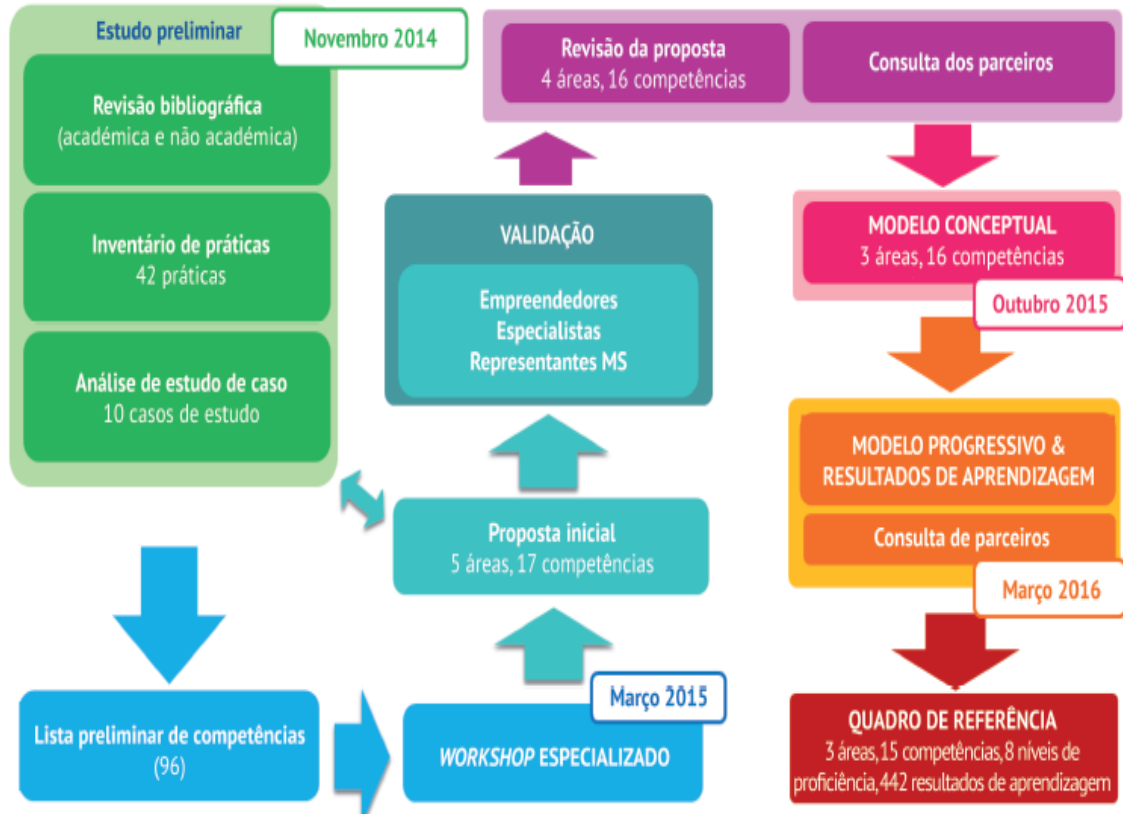 Estudo preliminar
Novembro 2014
Revisão bibliográfica
(académica e não académica)
Inventário de práticas
42 práticas
Análise de estudo de caso
10 casos de estudo
Lista preliminar de competências
(96)
WORKSHOP ESPECIALIZADO
Março 2015
Proposta inicial
5 áreas, 17 competências
VALIDAÇÃO
Empreendedores
Especialistas
Representantes MS
Revisão da proposta
4 áreas, 16 competências
Consulta dos parceiros
MODELO CONCEPTUAL
3 áreas, 16 competências
Outubro 2015
MODELO PROGRESSIVO &
RESULTADOS DE APRENDIZAGEM
Consulta de parceiros
Março 2016
QUADRO DE REFERÊNCIA
3 áreas, 15 competências, 8 níveis de
proficiência, 442 resultados de aprendizagem